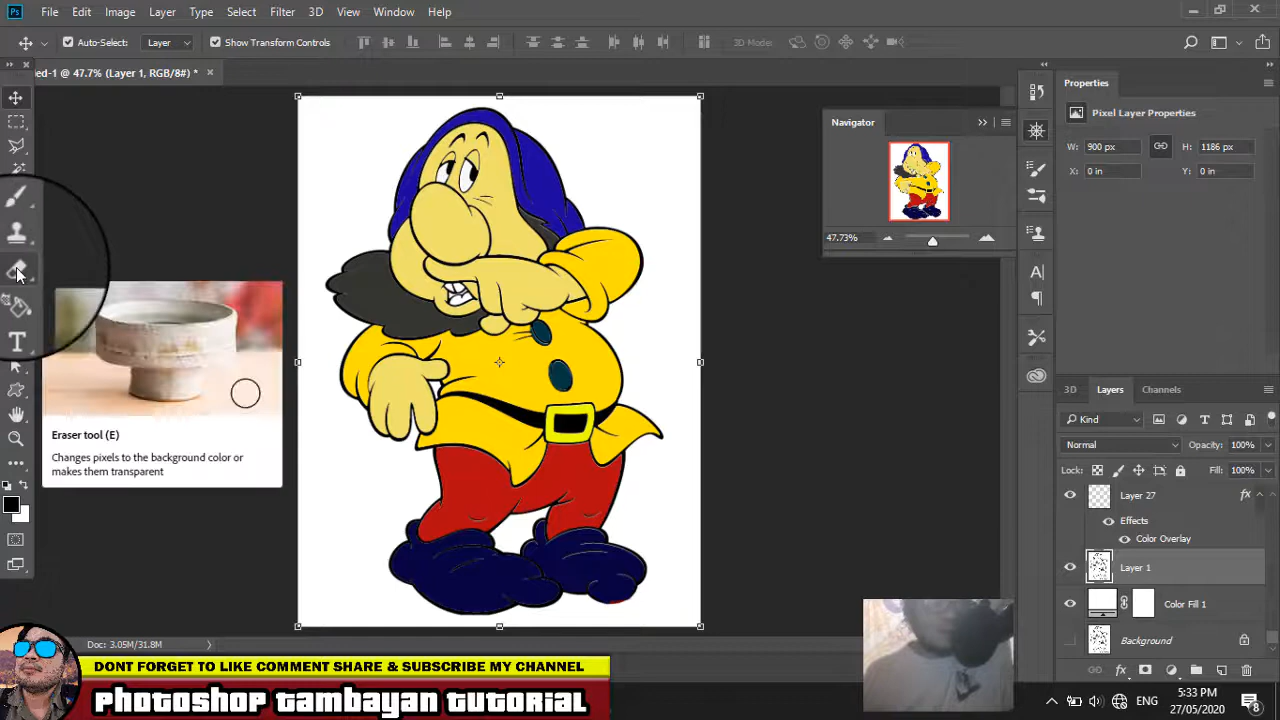 Ps File Edit Image Layer Type Select Filter 3D View Window Help
Auto-Select: Layer Show Transform Controls 3D Mode:
ed-1 @ 47.7% (Layer 1, RGB/8#) * ×
Properties
Pixel Layer Properties
W: 900 px H: 1186 px
X: 0 in Y: 0 in
Navigator
47.73%
T
Eraser tool (E)
Changes pixels to the background color or
makes them transparent
3D Layers Channels
Kind
Normal Opacity: 100%
Lock: Fill: 100%
Layer 27 fx
Effects
Color Overlay
Layer 1
Color Fill 1
Background
Doc: 3.05M/31.8M
DONT FORGET TO LIKE COMMENT SHARE & SUBSCRIBE MY CHANNEL
PHOTOSHOP TAMBAYAN TUTORIAL
ENG 5:33 PM
27/05/2020
8